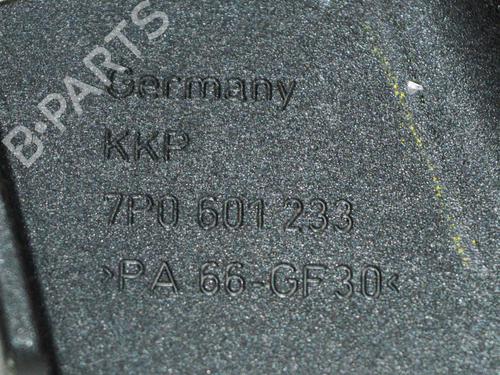 B-PARTS
Germany
KKP
7P0 601 233
>PA 66-GF30<